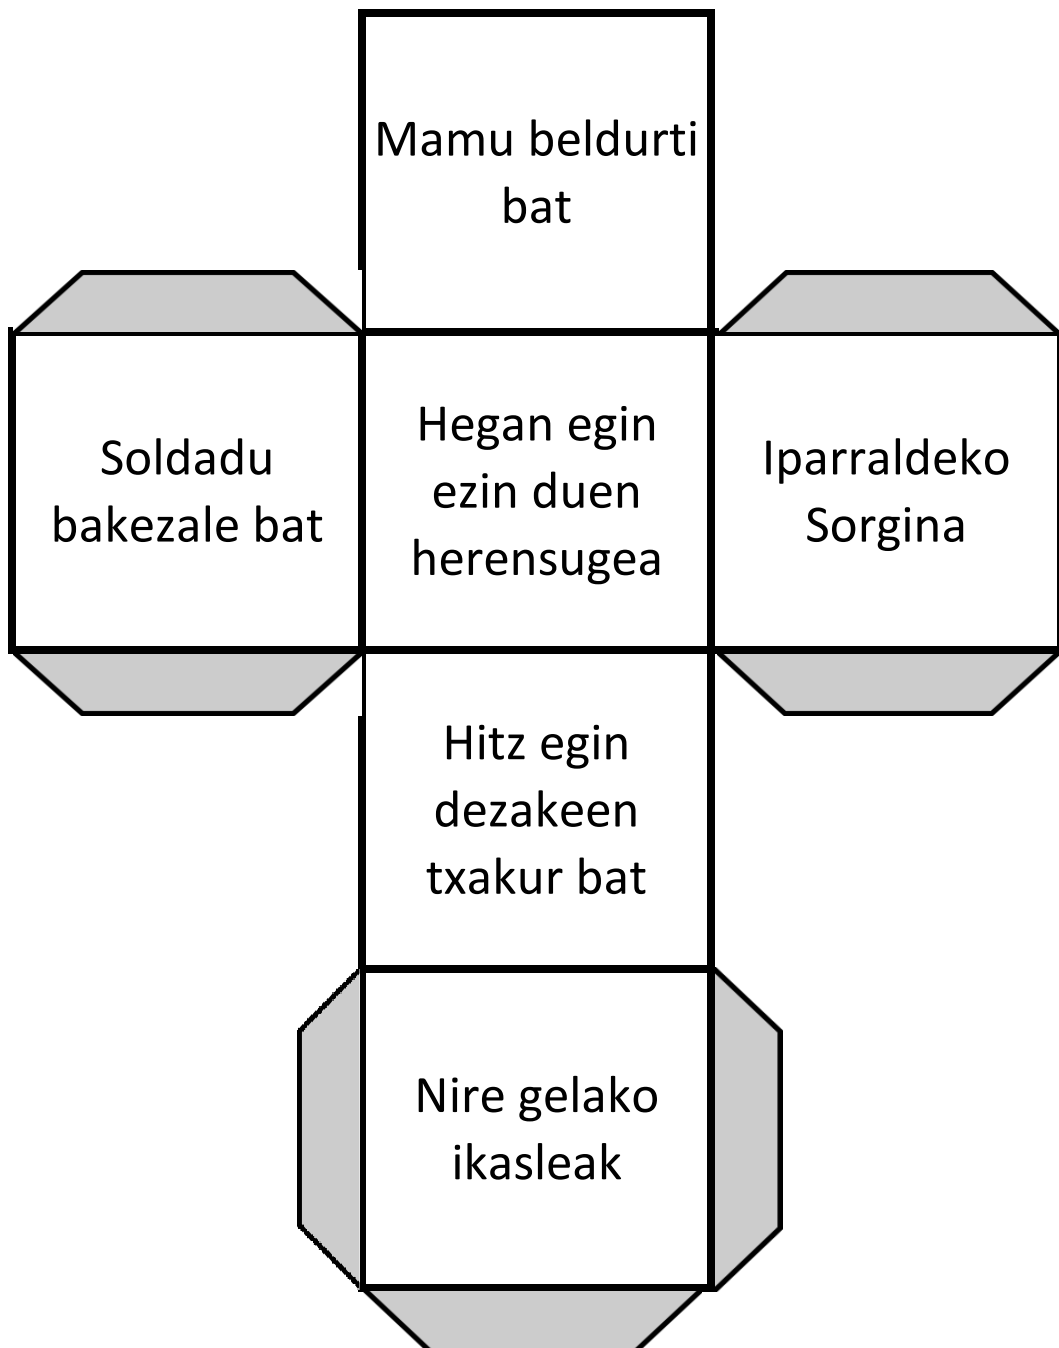 Mamu beldurti
bat
Soldadu
bakezale bat
Hegan egin
ezin duen
herensugea
Iparraldeko
Sorgina
Hitz egin
dezakeen
txakur bat
Nire gelako
ikasleak